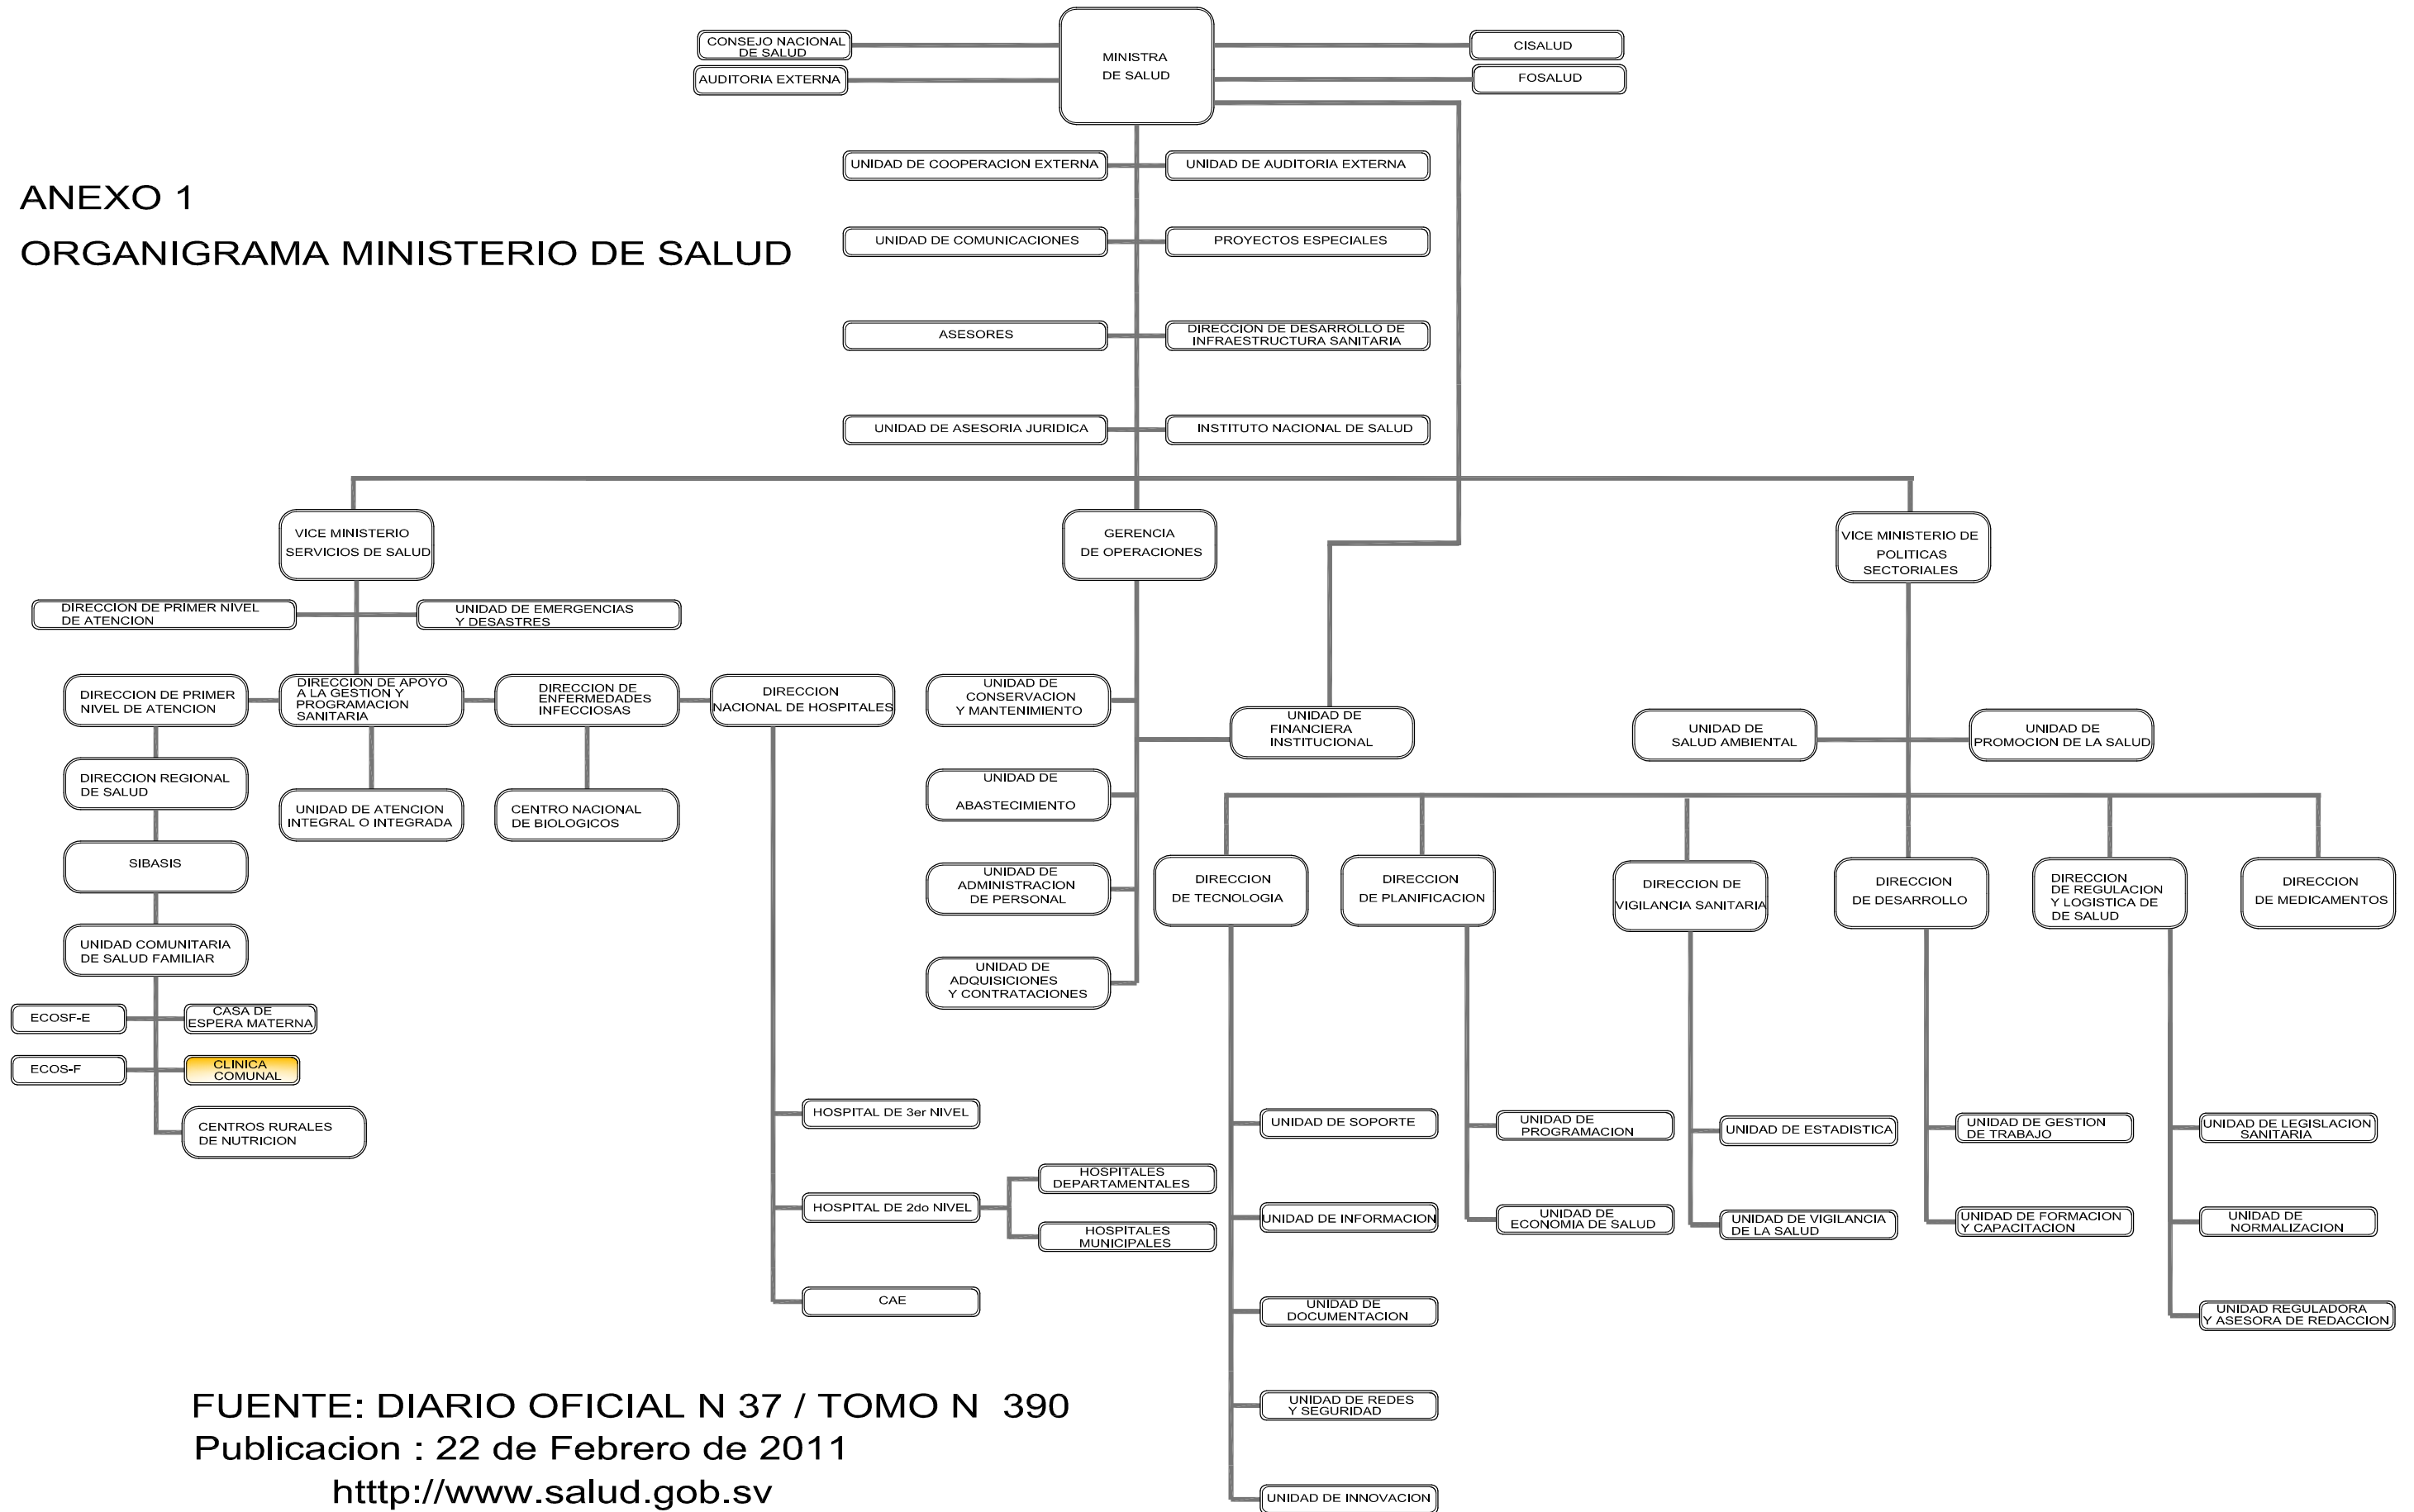 CONSEJO NACIONAL
DE SALUD
AUDITORIA EXTERNA
MINISTRA
DE SALUD
CISALUD
FOSALUD
UNIDAD DE COOPERACION EXTERNA
UNIDAD DE AUDITORIA EXTERNA
ANEXO 1
ORGANIGRAMA MINISTERIO DE SALUD
UNIDAD DE COMUNICACIONES
PROYECTOS ESPECIALES
ASESORES
DIRECCION DE DESARROLLO DE
INFRAESTRUCTURA SANITARIA
UNIDAD DE ASESORIA JURIDICA
INSTITUTO NACIONAL DE SALUD
VICE MINISTERIO
SERVICIOS DE SALUD
GERENCIA
DE OPERACIONES
VICE MINISTERIO DE
POLITICAS
SECTORIALES
DIRECCION DE PRIMER NIVEL
DE ATENCION
UNIDAD DE EMERGENCIAS
Y DESASTRES
DIRECCION DE PRIMER
NIVEL DE ATENCION
DIRECCION DE APOYO
A LA GESTION Y
PROGRAMACION
SANITARIA
DIRECCION DE
ENFERMEDADES
INFECCIOSAS
DIRECCION
NACIONAL DE HOSPITALES
UNIDAD DE
CONSERVACION
Y MANTENIMIENTO
UNIDAD DE
FINANCIERA
INSTITUCIONAL
UNIDAD DE
SALUD AMBIENTAL
UNIDAD DE
PROMOCION DE LA SALUD
DIRECCION REGIONAL
DE SALUD
UNIDAD DE ATENCION
INTEGRAL O INTEGRADA
CENTRO NACIONAL
DE BIOLOGICOS
UNIDAD DE
ABASTECIMIENTO
SIBASIS
UNIDAD DE
ADMINISTRACION
DE PERSONAL
DIRECCION
DE TECNOLOGIA
DIRECCION
DE PLANIFICACION
DIRECCION DE
VIGILANCIA SANITARIA
DIRECCION
DE DESARROLLO
DIRECCION
DE REGULACION
Y LOGISTICA DE
DE SALUD
DIRECCION
DE MEDICAMENTOS
UNIDAD COMUNITARIA
DE SALUD FAMILIAR
UNIDAD DE
ADQUISICIONES
Y CONTRATACIONES
ECOSF-E
CASA DE
ESPERA MATERNA
ECOS-F
CLINICA
COMUNAL
CENTROS RURALES
DE NUTRICION
HOSPITAL DE 3er NIVEL
HOSPITAL DE 2do NIVEL
HOSPITALES
DEPARTAMENTALES
HOSPITALES
MUNICIPALES
CAE
UNIDAD DE SOPORTE
UNIDAD DE INFORMACION
UNIDAD DE
DOCUMENTACION
UNIDAD DE REDES
Y SEGURIDAD
UNIDAD DE INNOVACION
UNIDAD DE
PROGRAMACION
UNIDAD DE
ECONOMIA DE SALUD
UNIDAD DE ESTADISTICA
UNIDAD DE VIGILANCIA
DE LA SALUD
UNIDAD DE GESTION
DE TRABAJO
UNIDAD DE FORMACION
Y CAPACITACION
UNIDAD DE LEGISLACION
SANITARIA
UNIDAD DE
NORMALIZACION
UNIDAD REGULADORA
Y ASESORA DE REDACCION
FUENTE: DIARIO OFICIAL N 37 / TOMO N 390
Publicacion : 22 de Febrero de 2011
htttp://www.salud.gob.sv